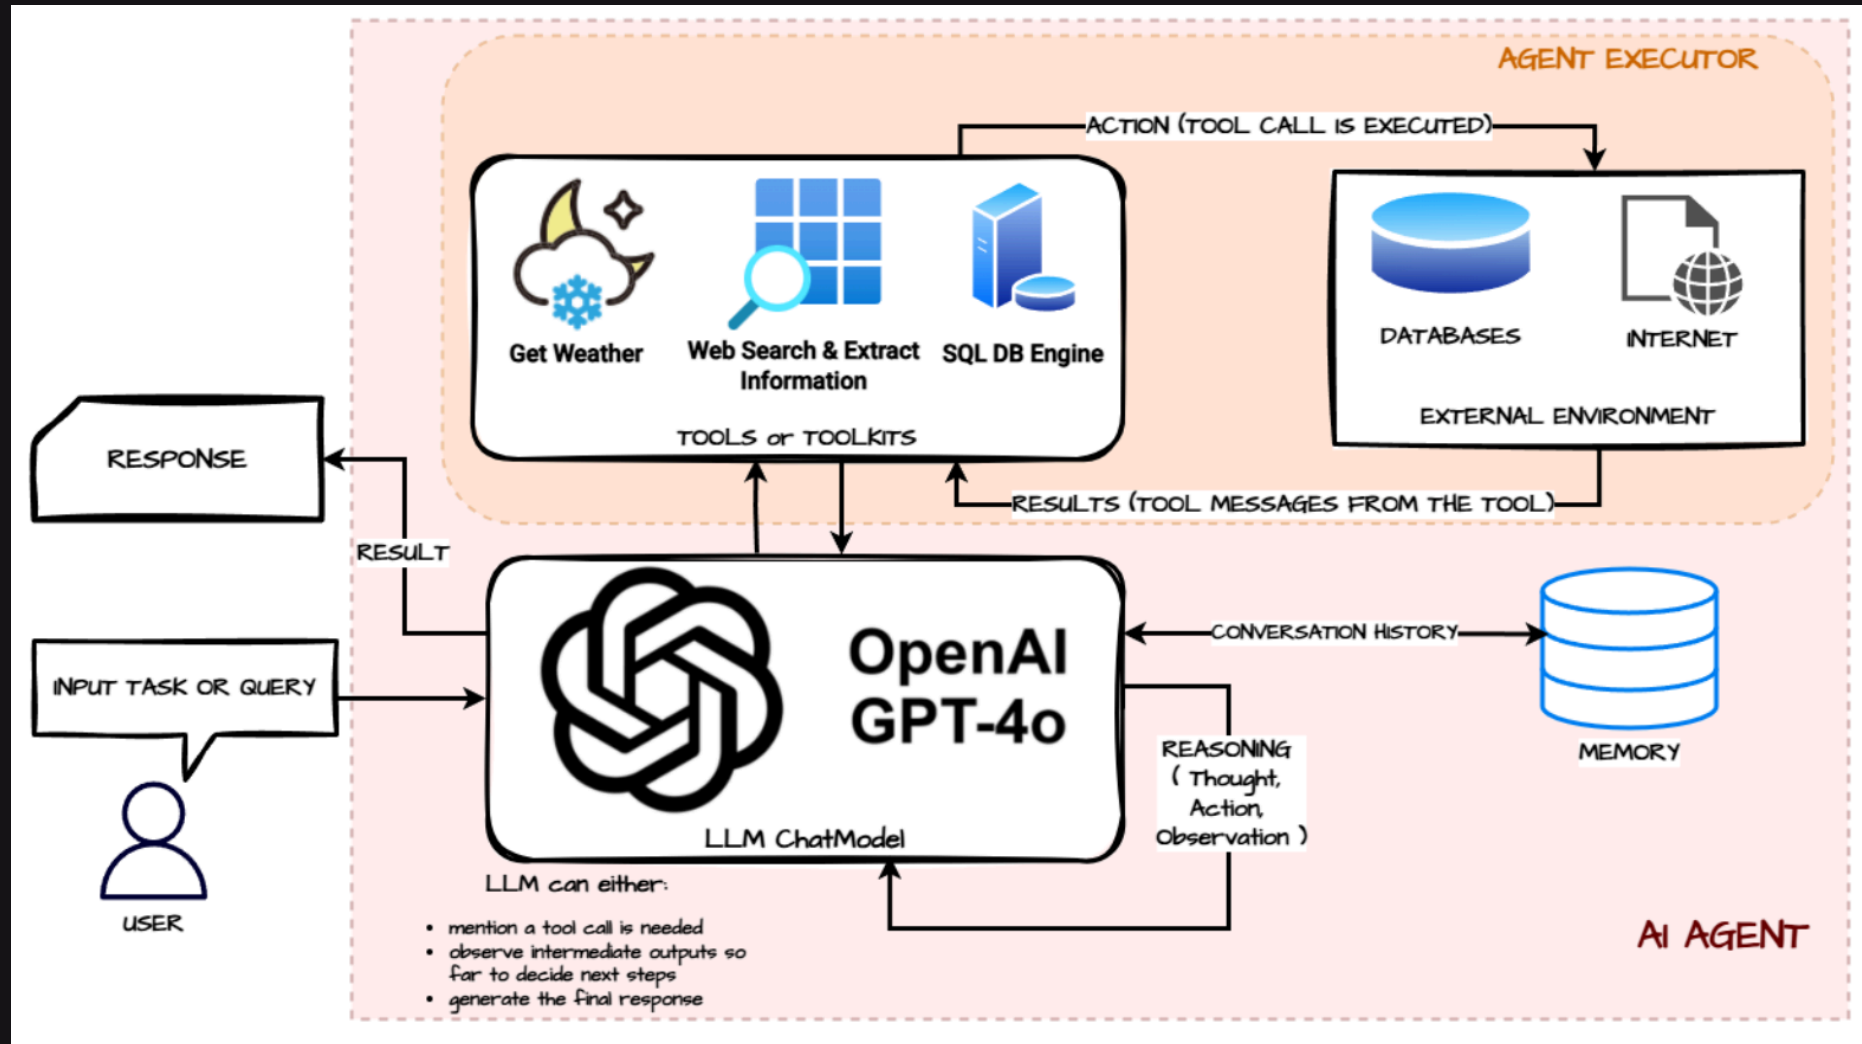 AGENT EXECUTOR
ACTION (TOOL CALL IS EXECUTED)
Get Weather
Web Search & Extract
Information
SQL DB Engine
TOOLS or TOOLKITS
DATABASES
INTERNET
EXTERNAL ENVIRONMENT
RESULTS (TOOL MESSAGES FROM THE TOOL)
RESPONSE
RESULT
INPUT TASK OR QUERY
USER
OpenAI
GPT-4o
LLM ChatModel
CONVERSATION HISTORY
MEMORY
REASONING
( Thought,
Action,
Observation )
LLM can either:
• mention a tool call is needed
• observe intermediate outputs so
far to decide next steps
• generate the final response
AI AGENT